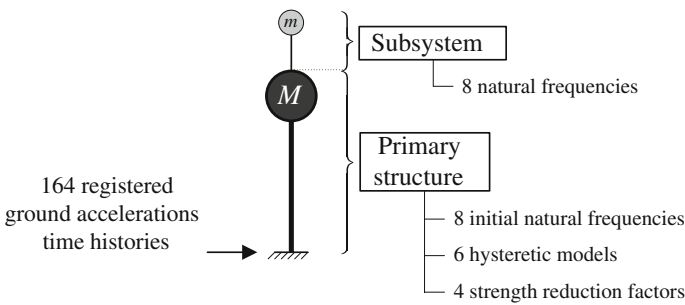 m
Subsystem
8 natural frequencies
M
Primary
structure
164 registered
ground accelerations
time histories
8 initial natural frequencies
6 hysteretic models
4 strength reduction factors